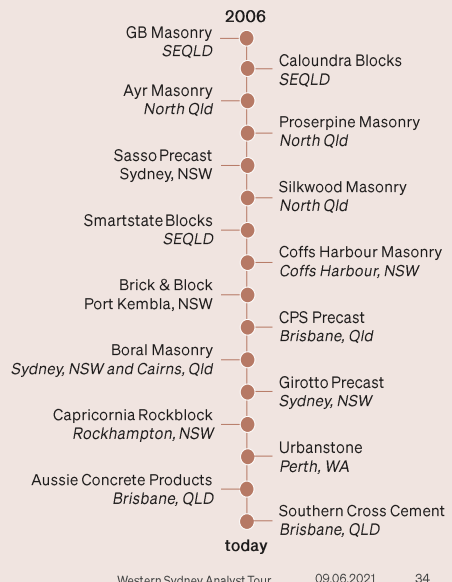 2006
GB Masonry
SEQLD
Caloundra Blocks
SEQLD
Ayr Masonry
North Qld
Proserpine Masonry
North Qld
Sasso Precast
Sydney, NSW
Silkwood Masonry
North Qld
Smartstate Blocks
SEQLD
Coffs Harbour Masonry
Coffs Harbour, NSW
Brick & Block
Port Kembla, NSW
CPS Precast
Brisbane, Qld
Boral Masonry
Sydney, NSW and Cairns, Qld
Girotto Precast
Sydney, NSW
Capricornia Rockblock
Rockhampton, NSW
Urbanstone
Perth, WA
Aussie Concrete Products
Brisbane, QLD
Southern Cross Cement
Brisbane, QLD
today
Western Sydney Analyst Tour 09.06.2021 34